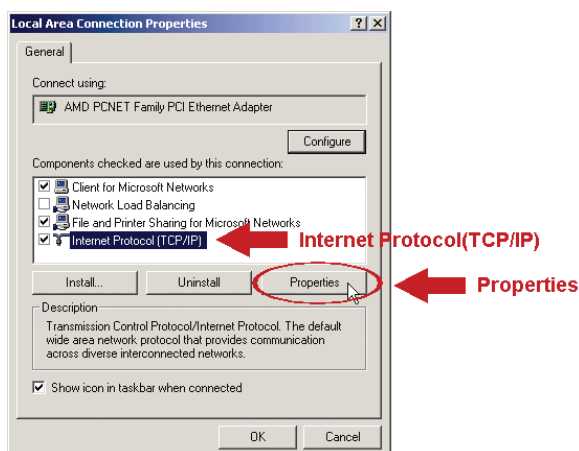 Local Area Connection Properties
General
Connect using:
AMD PCNET Family PCI Ethernet Adapter
Configure
Components checked are used by this connection:
Client for Microsoft Networks
Network Load Balancing
File and Printer Sharing for Microsoft Networks
Internet Protocol (TCP/IP)
Internet Protocol(TCP/IP)
Install...
Uninstall
Properties
Properties
Description
Transmission Control Protocol/Internet Protocol. The default
wide area network protocol that provides communication
across diverse interconnected networks.
Show icon in taskbar when connected
OK
Cancel